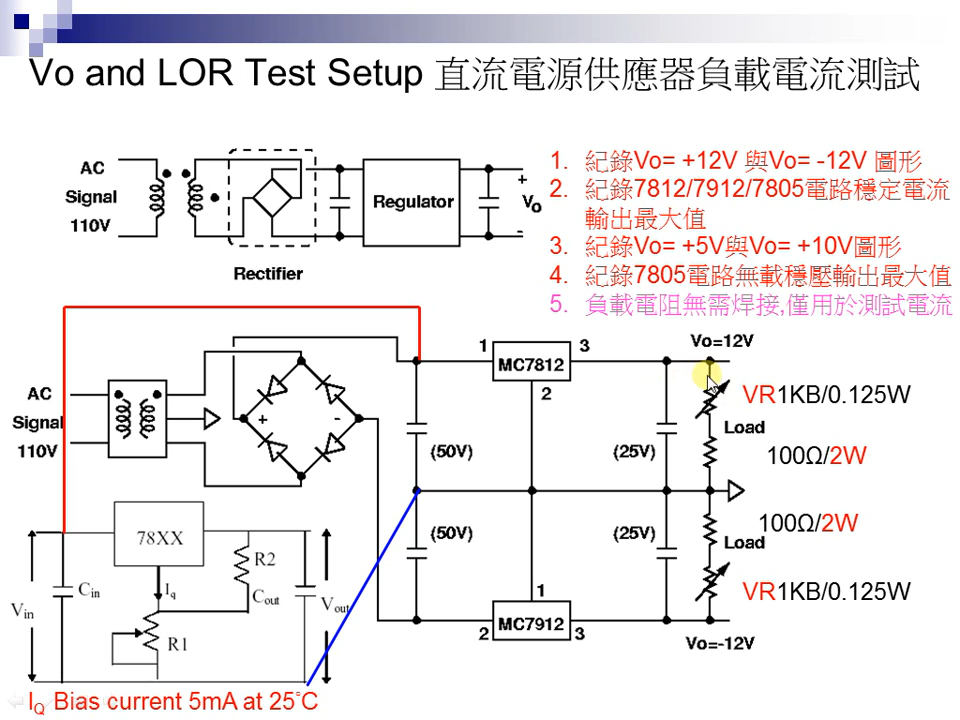 Vo and LOR Test Setup 直流電源供應器負載電流測試
AC
Signal
110V
Regulator
+
Vo
-
Rectifier
1. 紀錄Vo= +12V 與Vo= -12V 圖形
2. 紀錄7812/7912/7805電路穩定電流
輸出最大值
3. 紀錄Vo= +5V與Vo= +10V圖形
4. 紀錄7805電路無載穩壓輸出最大值
5. 負載電阻無需焊接,僅用於測試電流
Vo=12V
1
MC7812
3
2
AC
Signal
110V
+
-
VR1KB/0.125W
Load
(50V)
(25V)
100Ω/2W
78XX
R2
(50V)
(25V)
100Ω/2W
Load
Cin
Iq
Cout
Vin
Vout
R1
1
VR1KB/0.125W
2
MC7912
3
Vo=-12V
IQ Bias current 5mA at 25°C